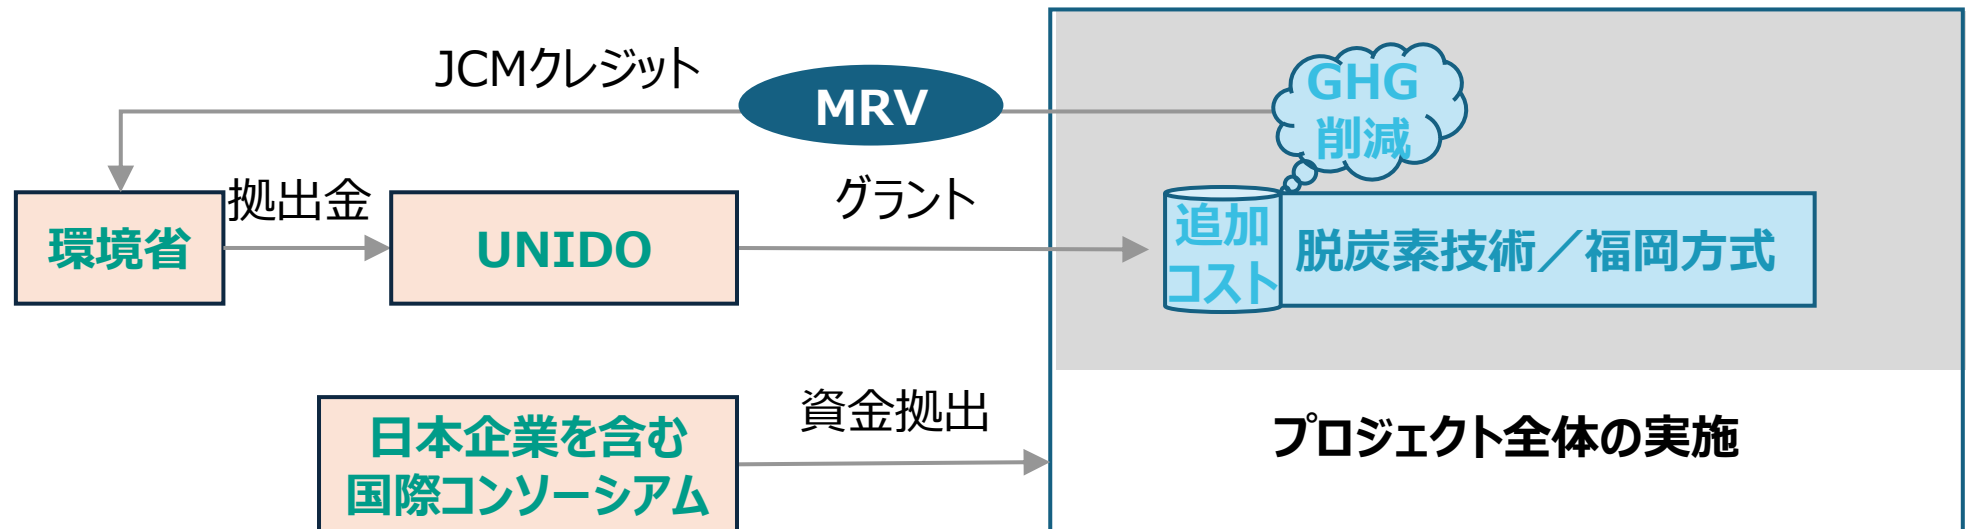 JCMクレジット
MRV
GHG
削減
拠出金
グラント
環境省
UNIDO
追加
コスト
脱炭素技術／福岡方式
資金拠出
日本企業を含む
国際コンソーシアム
プロジェクト全体の実施